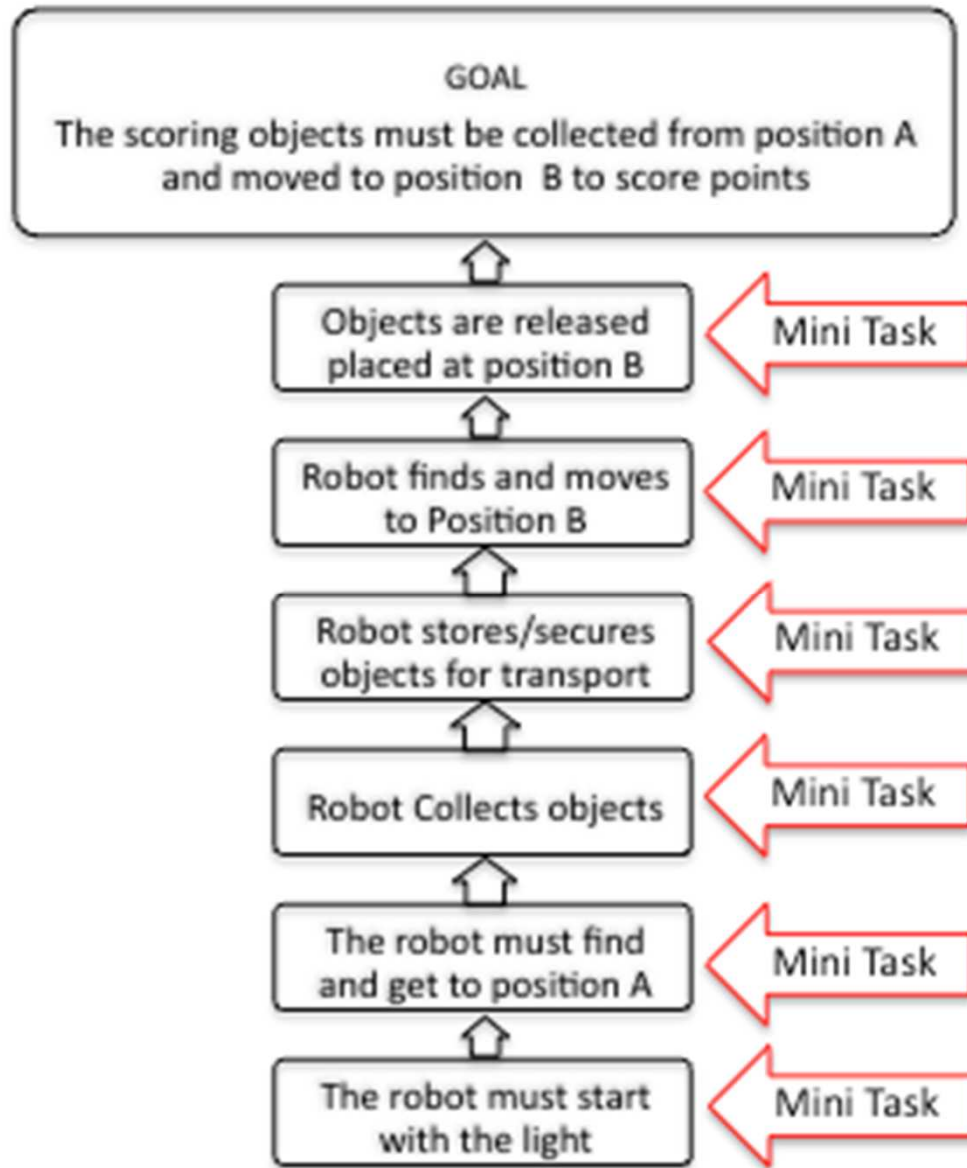 GOAL
The scoring objects must be collected from position A
and moved to position B to score points
Objects are released
placed at position B
Mini Task
Robot finds and moves
to Position B
Mini Task
Robot stores/secures
objects for transport
Mini Task
Robot Collects objects
Mini Task
The robot must find
and get to position A
Mini Task
The robot must start
with the light
Mini Task